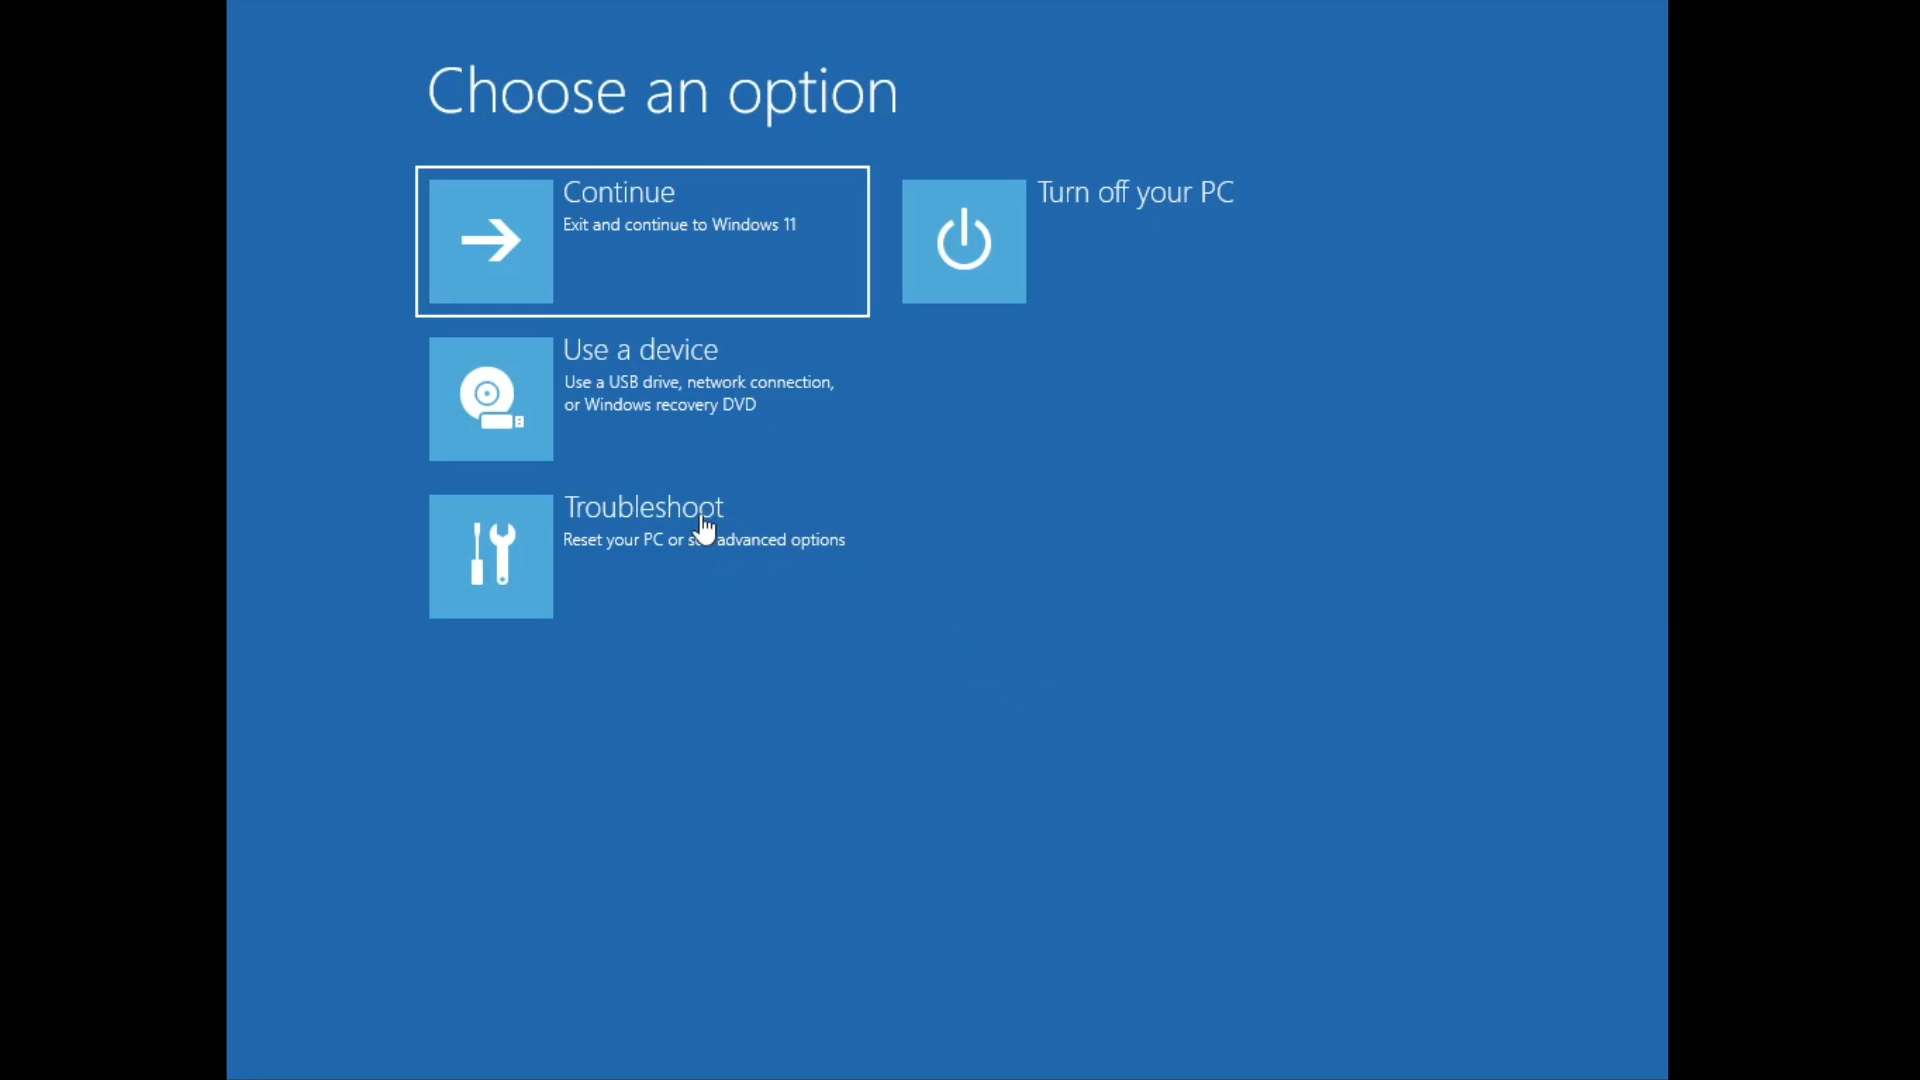 Choose an option
Continue
Exit and continue to Windows 11
Turn off your PC
Use a device
Use a USB drive, network connection,
or Windows recovery DVD
Troubleshoot
Reset your PC or advanced options